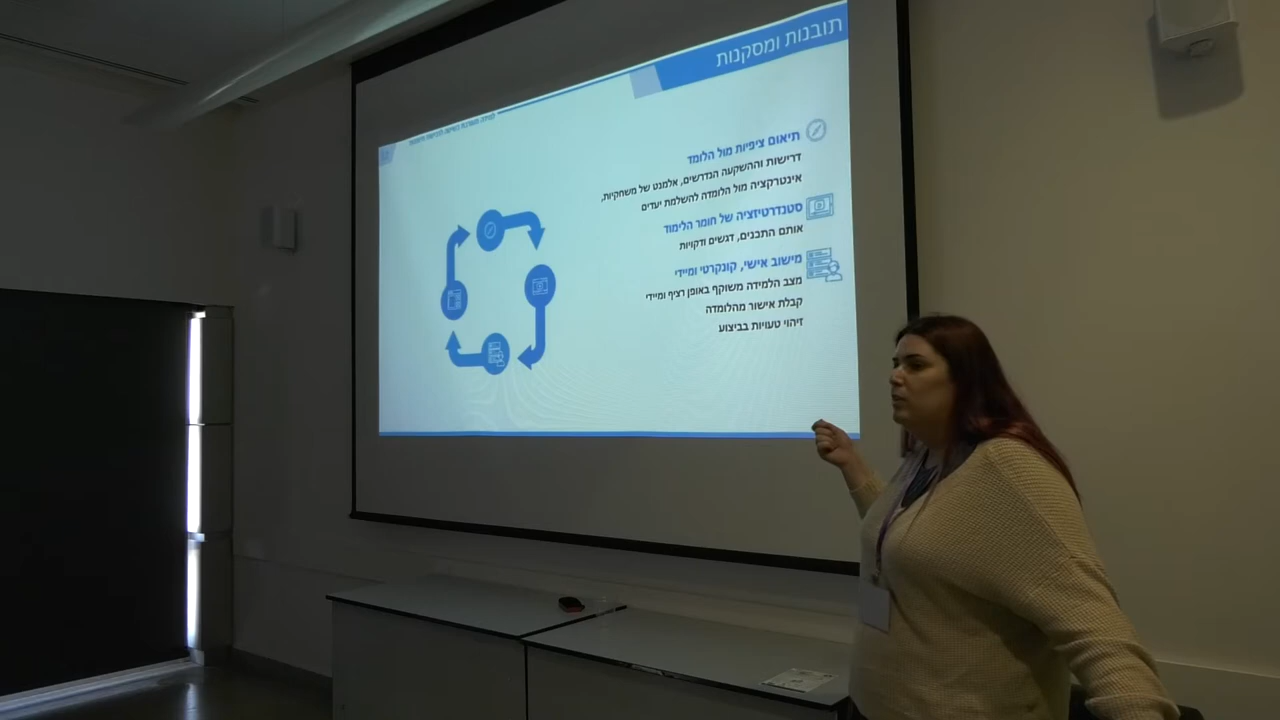 תובנות ומסקנות
תיאום ציפיות מול הלומד
דרישות וההשקעה הנדרשים, אלמנט של משחקיות,
אינטרקציה מול הלומדה להשלמת יעדים
סטנדרטיזציה של חומר הלימוד
אותם התכנים, דגשים ודקויות
מישוב אישי, קונקרטי ומיידי
מצב הלמידה משוקף באופן רציף ומיידי
קבלת אישור מהלומדה
זיהוי טעויות בביצוע